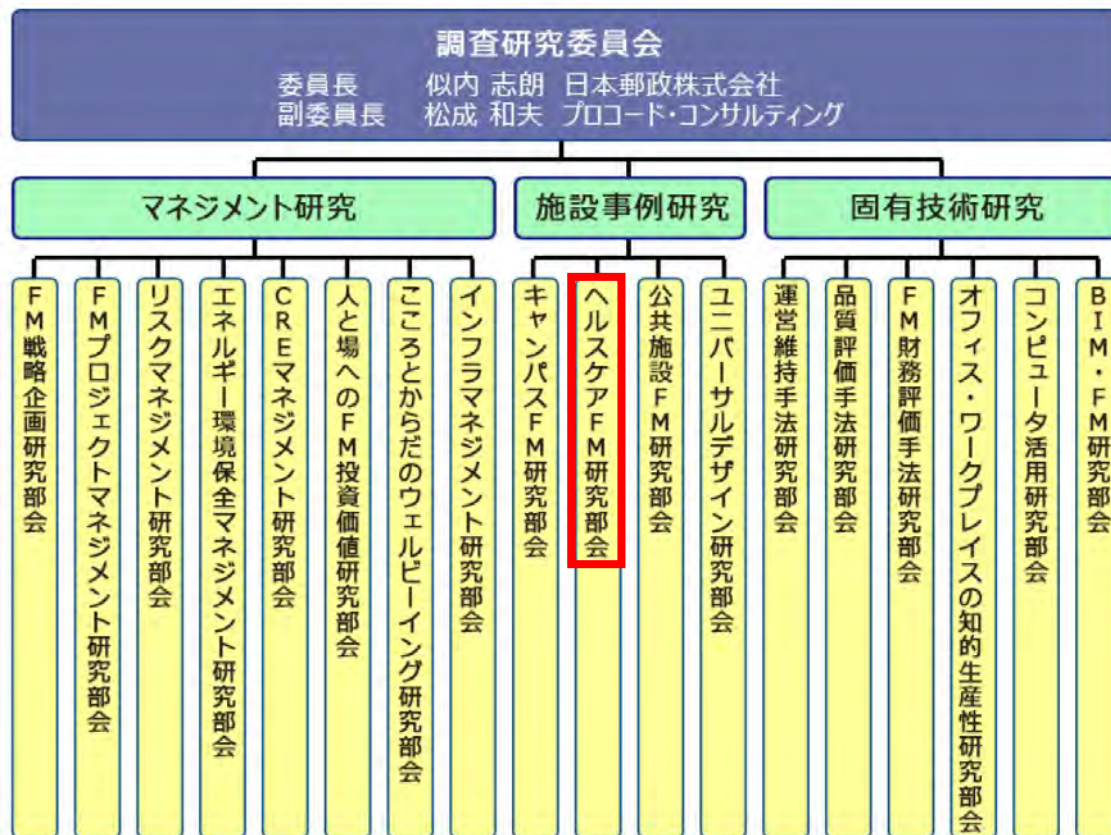 調査研究委員会
委員長 似内 志朗 日本郵政株式会社
副委員長 松成 和夫 プロコード・コンサルティング
マネジメント研究
施設事例研究
固有技術研究
FM戦略企画研究部会
FMプロジェクトマネジメント研究部会
リスクマネジメント研究部会
エネルギー環境保全マネジメント研究部会
CREマネジメント研究部会
人と場へのFM投資価値研究部会
こころとからだのウェルビーイング研究部会
インフラマネジメント研究部会
キャンパスFM研究部会
ヘルスケアFM研究部会
公共施設FM研究部会
ユニバーサルデザイン研究部会
運営維持手法研究部会
品質評価手法研究部会
FM財務評価手法研究部会
オフィス・ワークプレイスの知的生産性研究部会
コンピュータ活用研究部会
BIM・FM研究部会